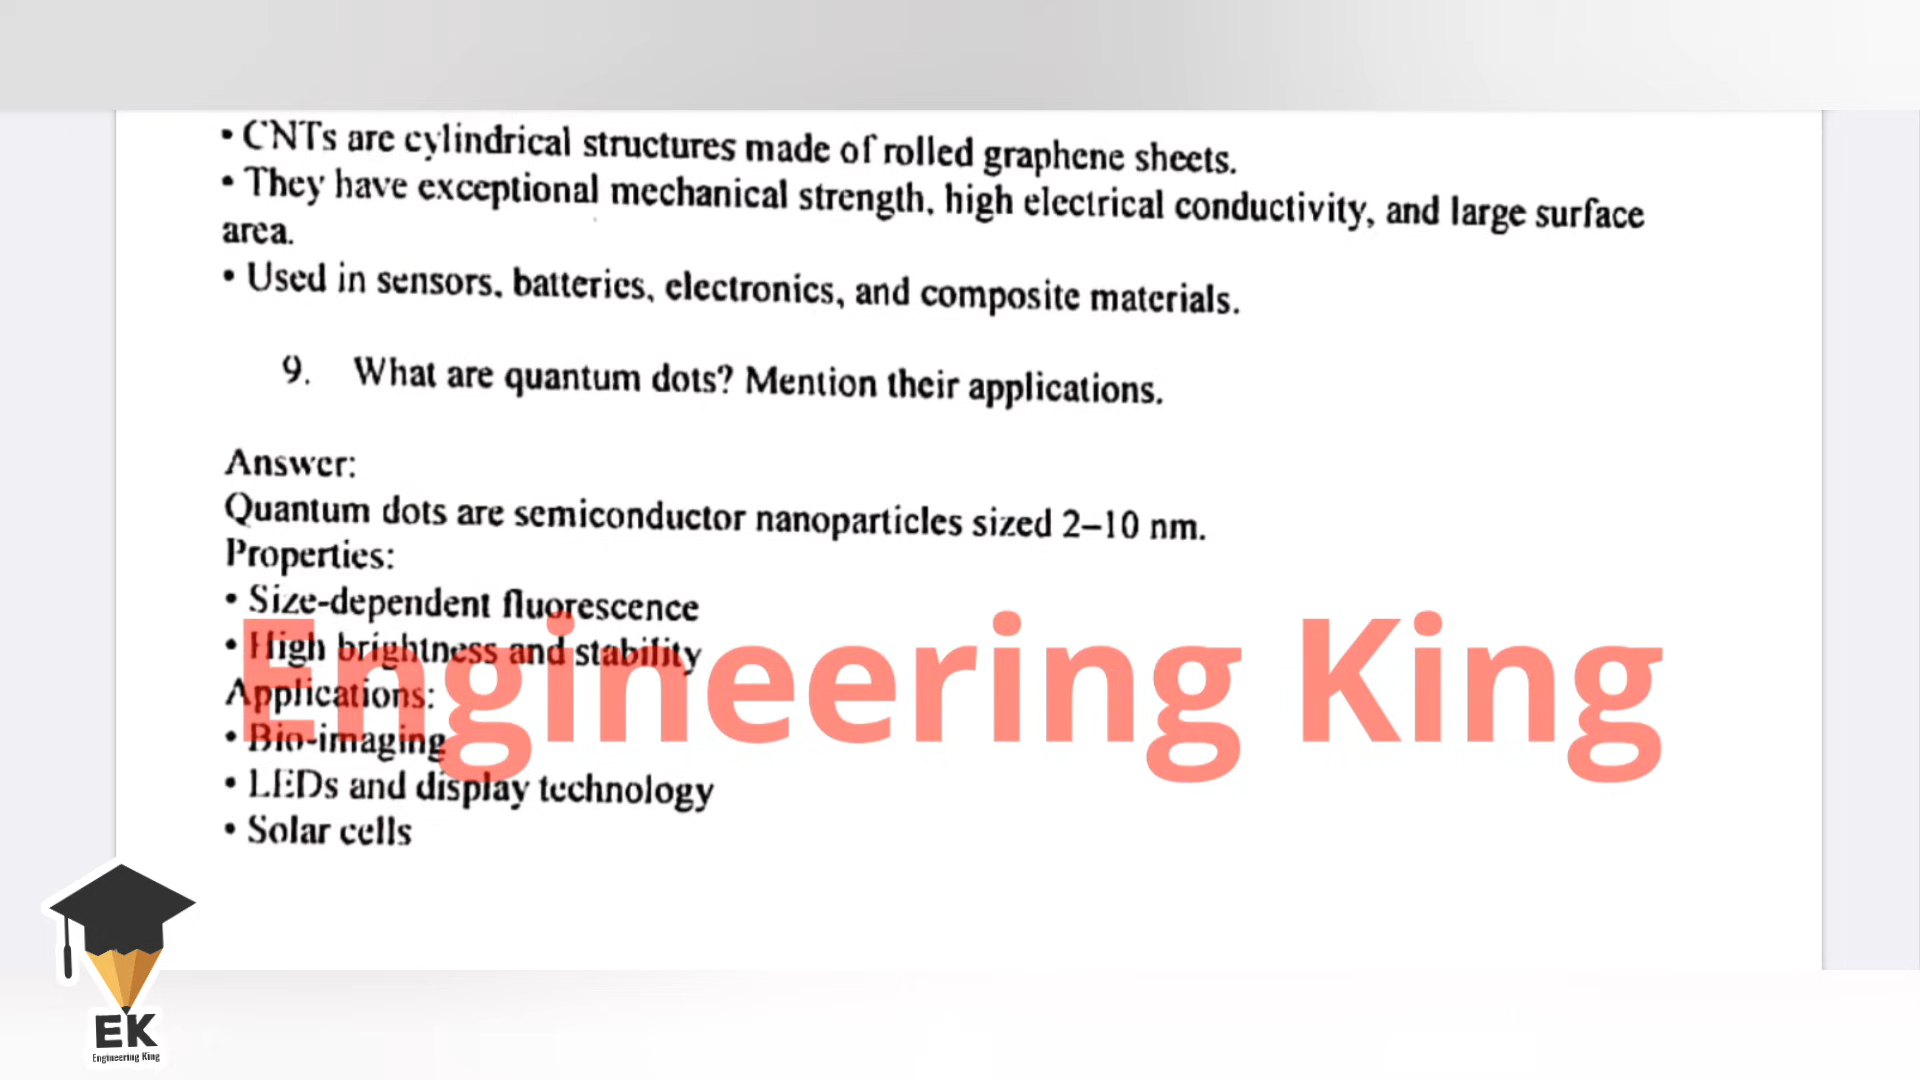 • CNTs are cylindrical structures made of rolled graphene sheets.
• They have exceptional mechanical strength, high electrical conductivity, and large surface
area.
• Used in sensors, batteries, electronics, and composite materials.
9. What are quantum dots? Mention their applications.
Answer:
Quantum dots are semiconductor nanoparticles sized 2–10 nm.
Properties:
• Size-dependent fluorescence
• High brightness and stability
Applications:
• Bio-imaging
• LEDs and display technology
• Solar cells
Engineering King
EK
Engineering King